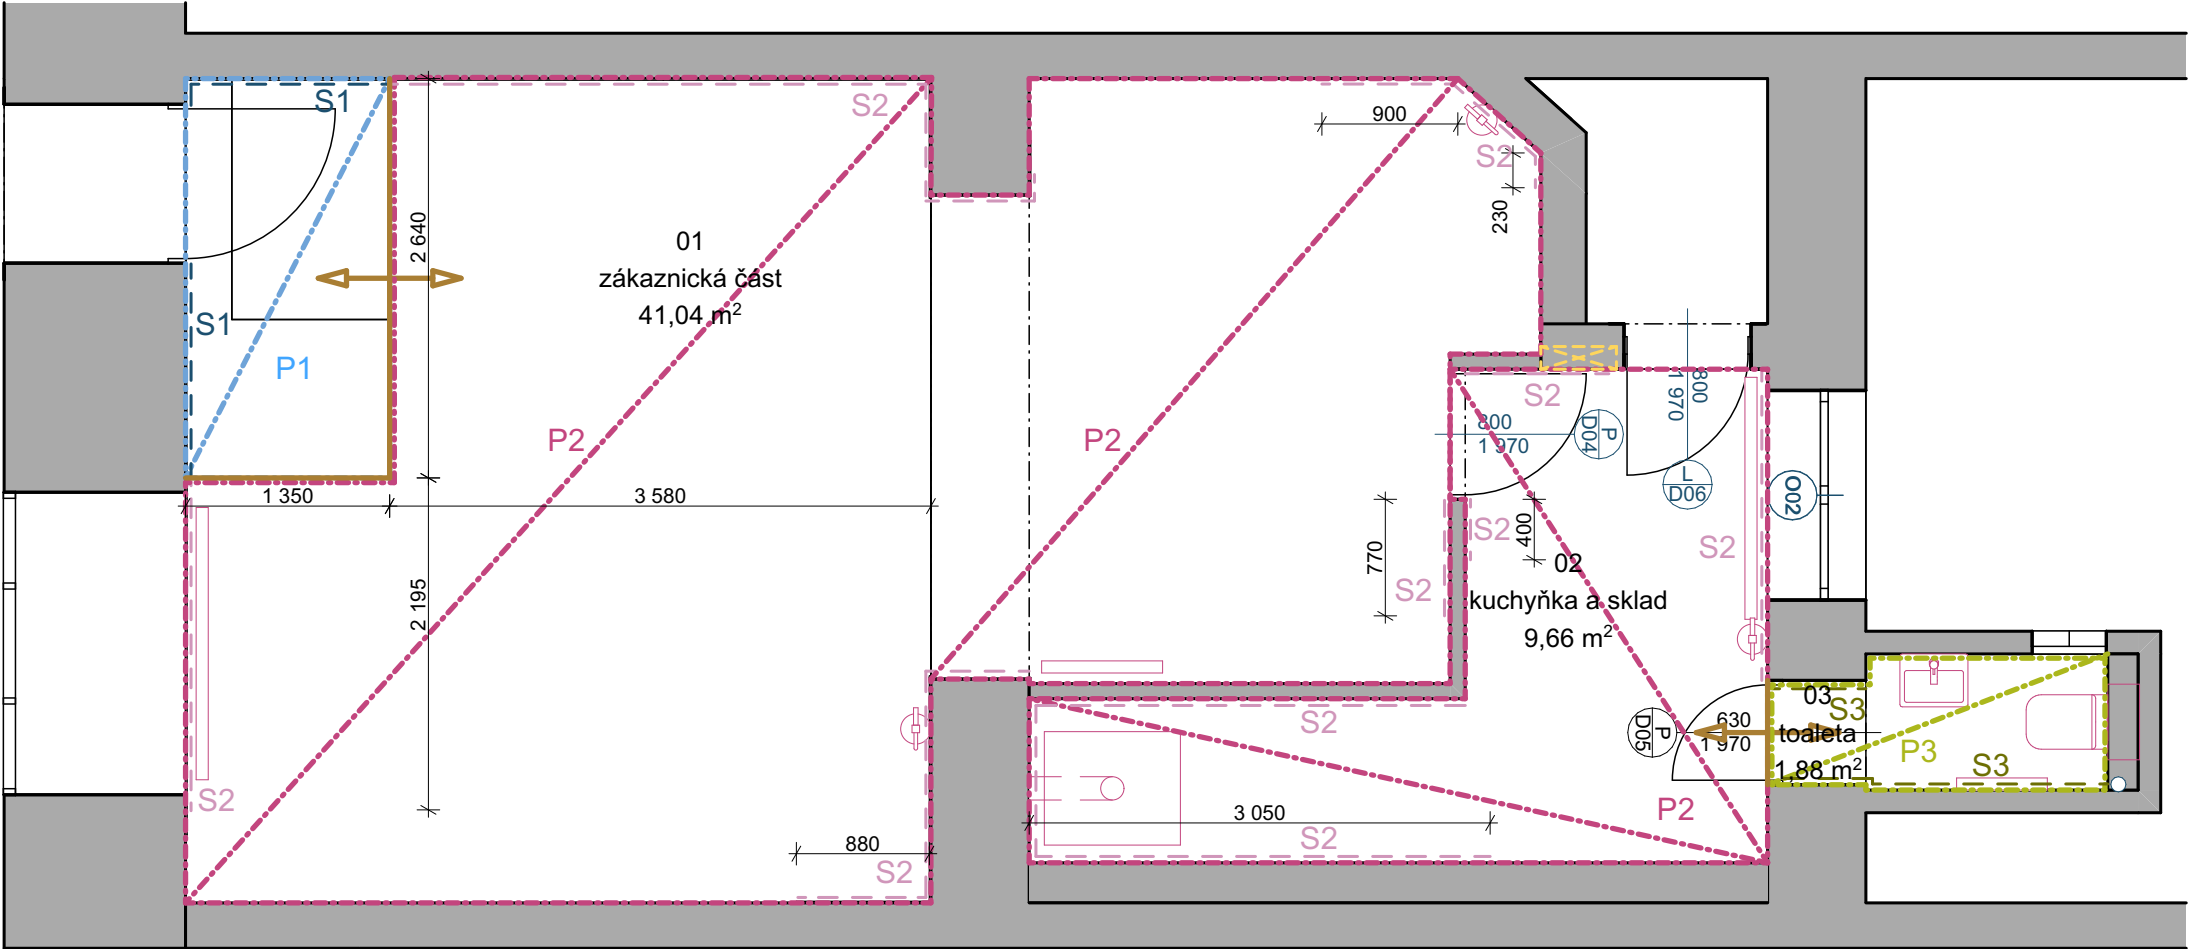 S1
S2
900
S2
230
2 640
01
zákaznická část
41,04 m²
S1
P1
P2
P2
S2
800
1 970
P
D04
800
1 970
L
D06
O02
1 350
3 580
770
S2
S2
400
S2
02
kuchyňka a sklad
9,66 m²
2 195
S2
03
S3
630
1 970
toaleta
1,88 m²
P
D05
P3
S3
S2
P2
3 050
S2
880
S2